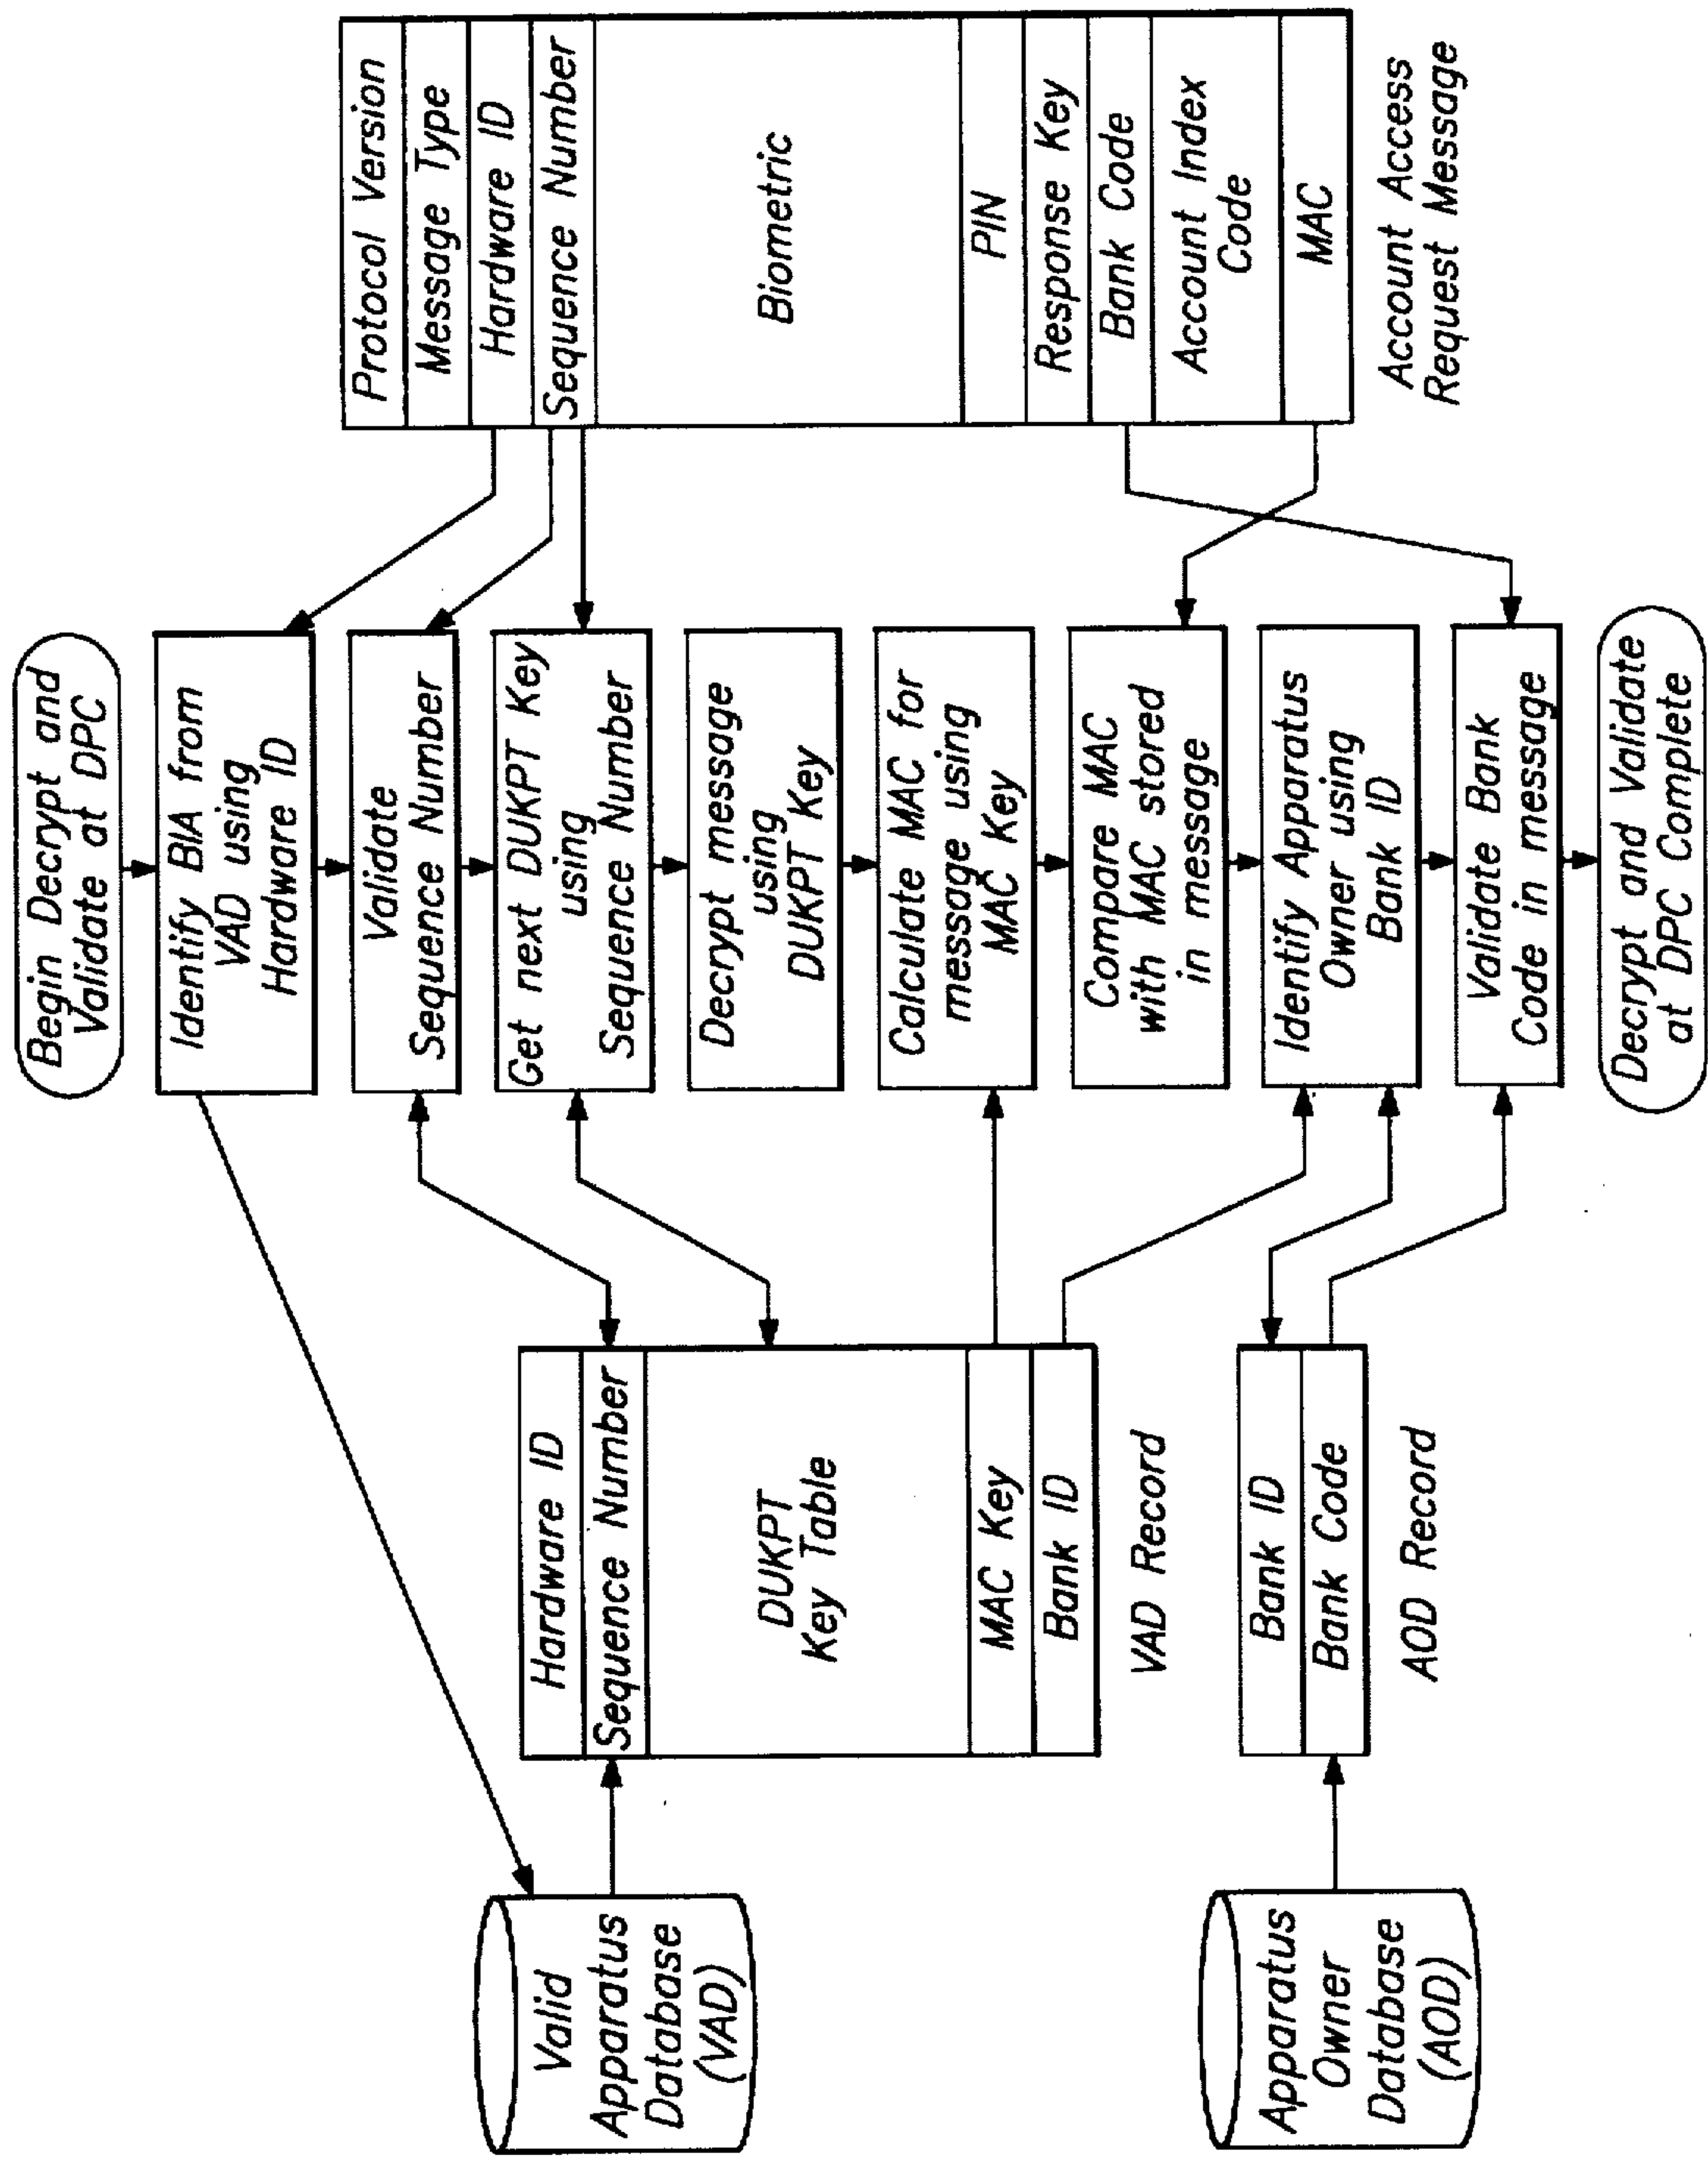 Begin Decrypt and
Validate at DPC
Identify BIA from
VAD using
Hardware ID
Validate
Sequence Number
Get next DUKPT Key
using
Sequence Number
Decrypt message
using
DUKPT Key
Calculate MAC for
message using
MAC Key
Compare MAC
with MAC stored
in message
Identify Apparatus
Owner using
Bank ID
Validate Bank
Code in message
Decrypt and Validate
at DPC Complete
Valid
Apparatus
Database
(VAD)
Hardware ID
Sequence Number
DUKPT
Key Table
MAC Key
Bank ID
VAD Record
Apparatus
Owner
Database
(AOD)
Bank ID
Bank Code
AOD Record
Protocol Version
Message Type
Hardware ID
Sequence Number
Biometric
PIN
Response Key
Bank Code
Account Index
Code
MAC
Account Access
Request Message